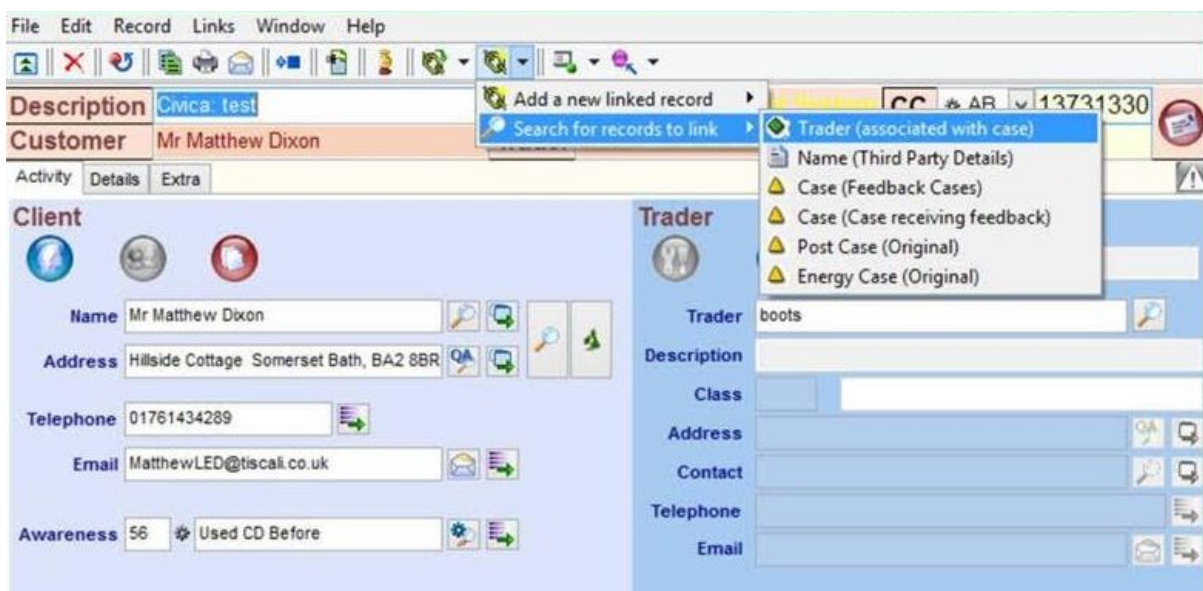 File Edit Record Links Window Help
Description Civica: test
Add a new linked record
CC AB 13731330
Customer Mr Matthew Dixon
Search for records to link
Trader (associated with case)
Name (Third Party Details)
Case (Feedback Cases)
Case (Case receiving feedback)
Post Case (Original)
Energy Case (Original)
Activity Details Extra
Client
Name Mr Matthew Dixon
Address Hillside Cottage Somerset Bath, BA2 8BR QA
Telephone 01761434289
Email MatthewLED@tiscali.co.uk
Awareness 56 Used CD Before
Trader
Trader boots
Description
Class
Address QA
Contact
Telephone
Email